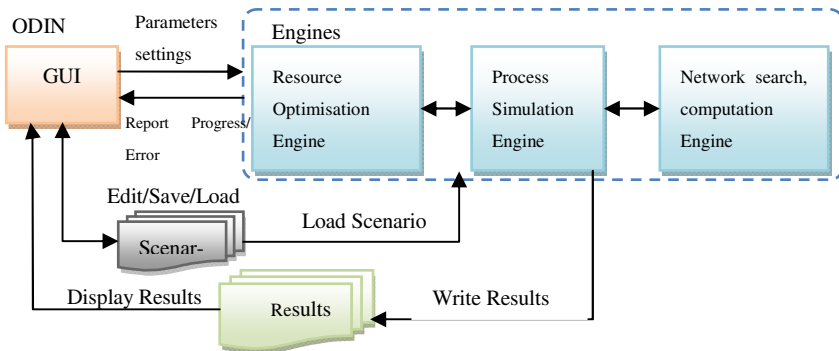 ODIN
GUI
Parameters
settings
Report Progress/
Error
Engines
Resource
Optimisation
Engine
Process
Simulation
Engine
Network search,
computation
Engine
Edit/Save/Load
Scenar-
Load Scenario
Display Results
Results
Write Results